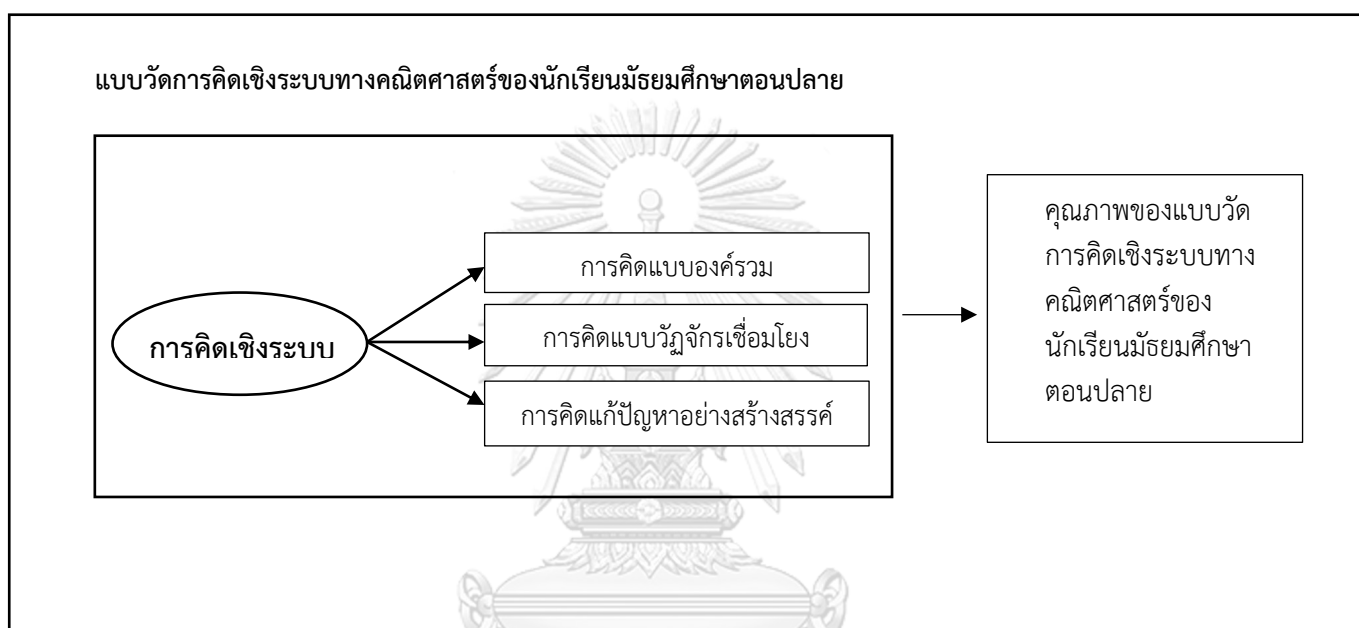 แบบวัดการคิดเชิงระบบทางคณิตศาสตร์ของนักเรียนมัธยมศึกษาตอนปลาย
การคิดเชิงระบบ
การคิดแบบองค์รวม
การคิดแบบวัฏจักรเชื่อมโยง
การคิดแก้ปัญหาอย่างสร้างสรรค์
คุณภาพของแบบวัด
การคิดเชิงระบบทาง
คณิตศาสตร์ของ
นักเรียนมัธยมศึกษา
ตอนปลาย